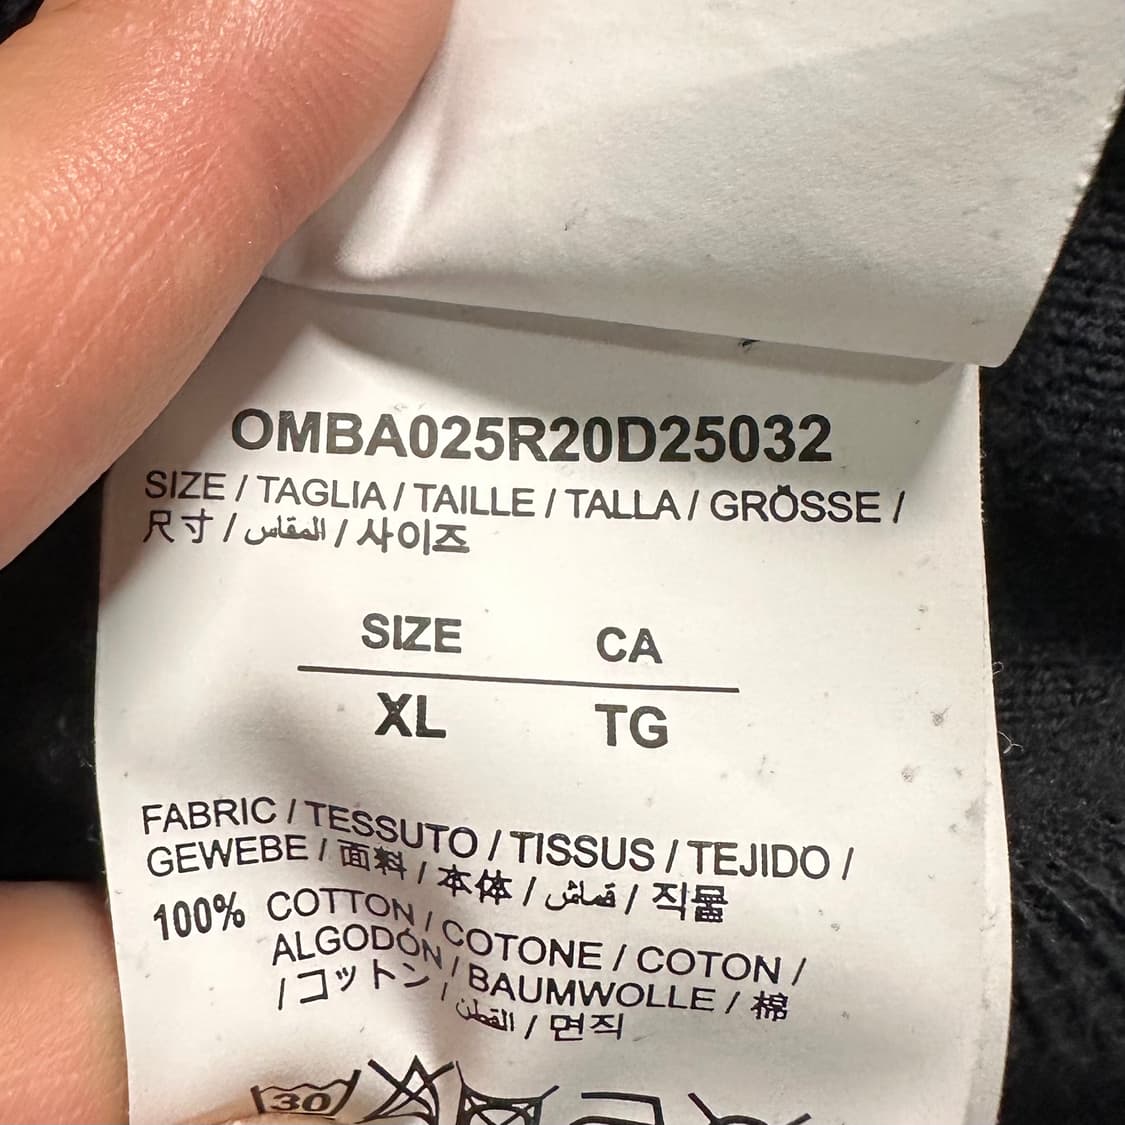 OMBA025R20D25032
SIZE / TAGLIA / TAILLE / TALLA / GRÖSSE /
尺寸 / المقاس / 사이즈
SIZE CA
XL TG
FABRIC / TESSUTO / TISSUS / TEJIDO /
GEWEBE / 面料 / 本体 / قماش / 직물
100% COTTON / COTONE / COTON /
ALGODÓN / BAUMWOLLE / 棉
/ コットン / القطن / 면직
30